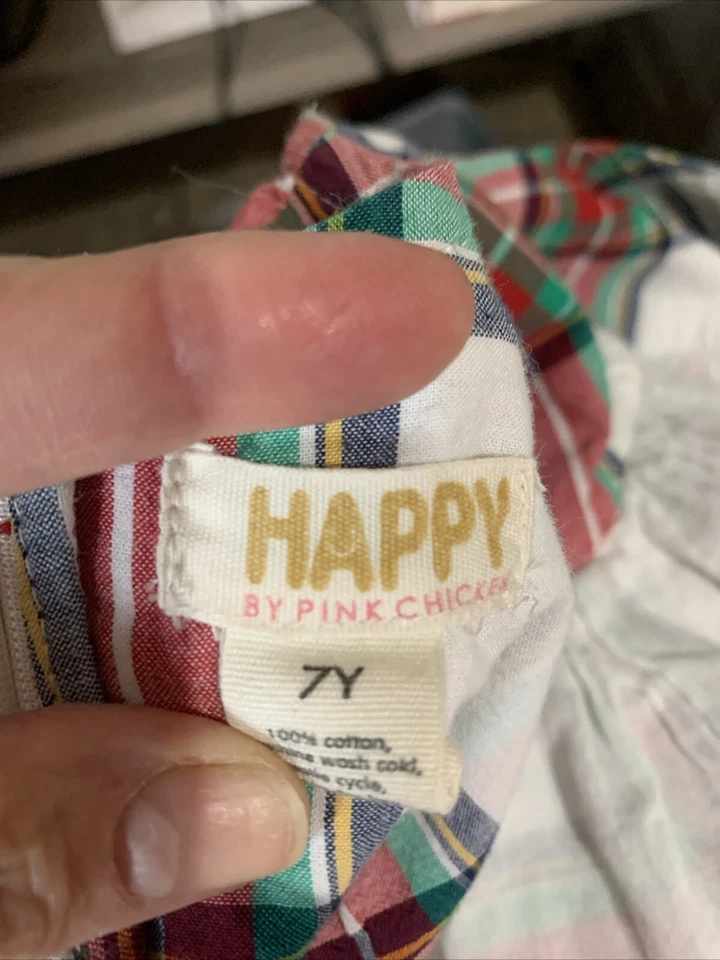 HAPPY
BY PINK CHICKEN
7Y
100% cotton,
wash cold,
cycle,